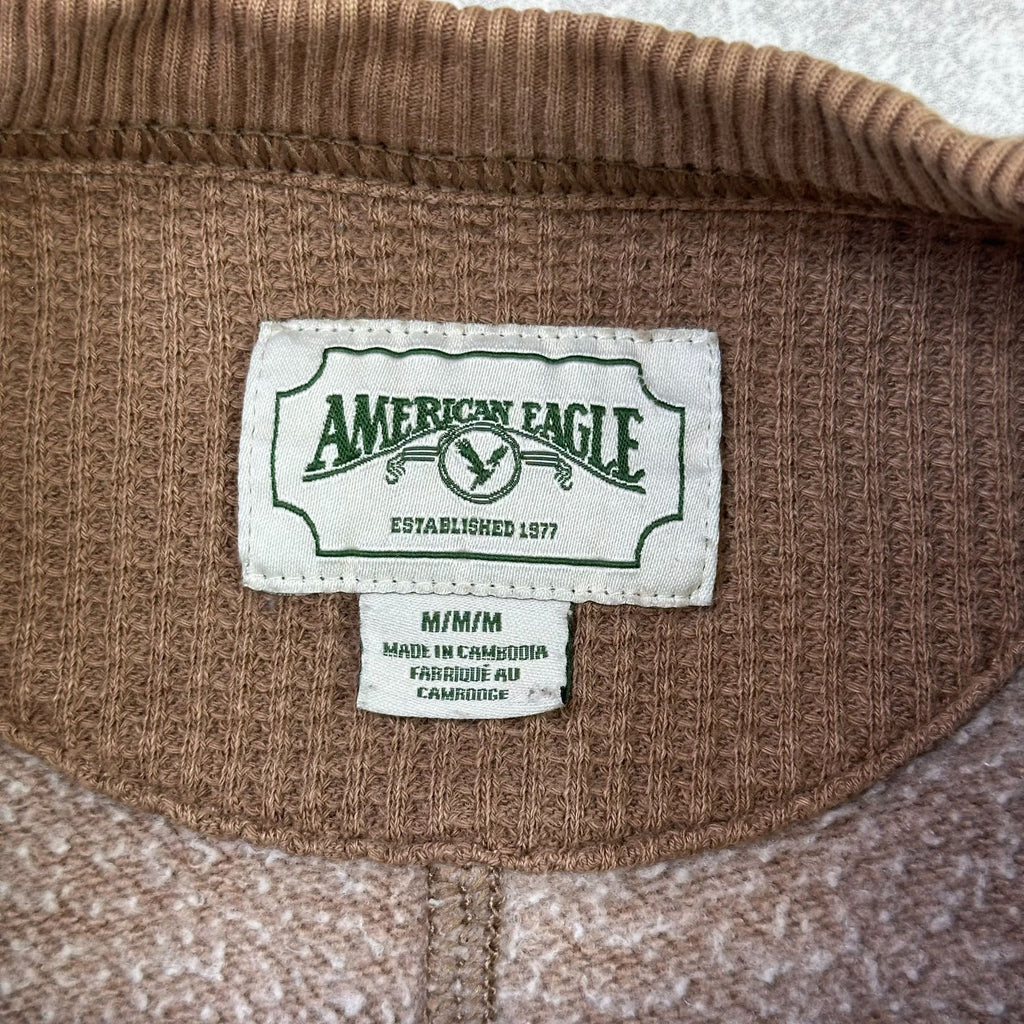 AMERICAN EAGLE
ESTABLISHED 1977
M/M/M
MADE IN CAMBODIA
FABRIQUÉ AU
CAMBODGE